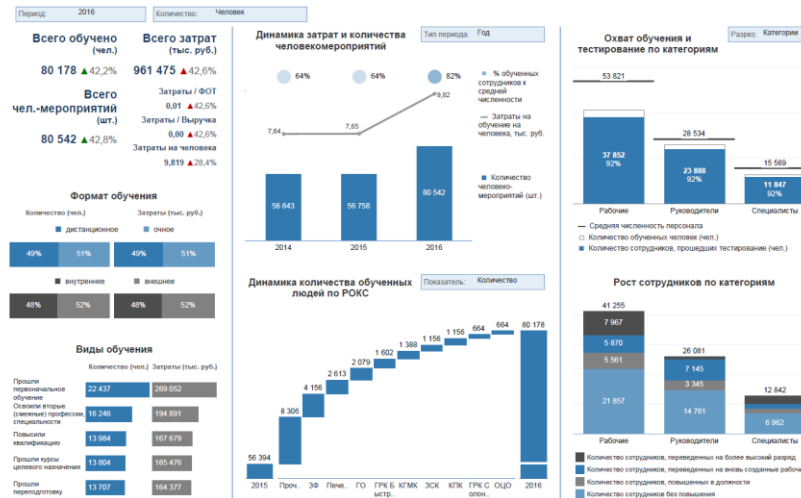 Период: 2016
Количество: Человек
Всего обучено
(чел.)
80 178 ▲42,2%
Всего
чел.-мероприятий
(шт.)
80 542 ▲42,8%
Всего затрат
(тыс. руб.)
961 475 ▲42,6%
Затраты / ФОТ
0,01 ▲42,6%
Затраты / Выручка
0,00 ▲42,6%
Затраты на человека
9,819 ▲28,4%
Формат обучения
Количество (чел.) Затраты (тыс. руб.)
дистанционное очное
49% 51% 49% 51%
внутреннее внешнее
48% 52% 48% 52%
Виды обучения
Количество (чел.) Затраты (тыс. руб.)
Прошли
первоначальное
обучение
22 437 269 052
Освоили вторые
(смежные) профессии,
специальности
16 246 194 891
Повысили
квалификацию
13 984 167 679
Прошли курсы
целевого назначения
13 804 165 476
Прошли
переподготовку
13 707 164 377
Динамика затрат и количества
человекомероприятий
Тип периода: Год
64% 64% 82%
7,64 7,65 9,82
56 643 56 758 80 542
2014 2015 2016
% обученных
сотрудников к
средней
численности
Затраты на
обучение на
человека, тыс. руб.
Количество
человеко-
мероприятий (шт.)
Динамика количества обученных
людей по РОКС
Показатель: Количество
56 394 8 306 4 156 2 613 2 079 1 602 1 388 1 156 1 156 664 664 80 178
2015 Проч.. ЗФ Пече.. ГО ГРК Б ыстр.. КГМК ЗСК КПК ГРК С олон.. ОЦО 2016
Охват обучения и
тестирование по категориям
Разрез: Категории
53 821 28 534 15 569
37 852
92%
23 888
92%
11 847
92%
Рабочие Руководители Специалисты
Средняя численность персонала
Количество обученных человек (чел.)
Количество сотрудников, прошедших тестирование (чел.)
Рост сотрудников по категориям
41 255
7 967
5 870
5 561
21 857
26 081
7 145
3 345
14 761
12 842
6 962
Рабочие Руководители Специалисты
Количество сотрудников, переведенных на более высокий разряд
Количество сотрудников, переведенных на вновь созданные рабоч
Количество сотрудников, повышенных в должности
Количество сотрудников без повышения